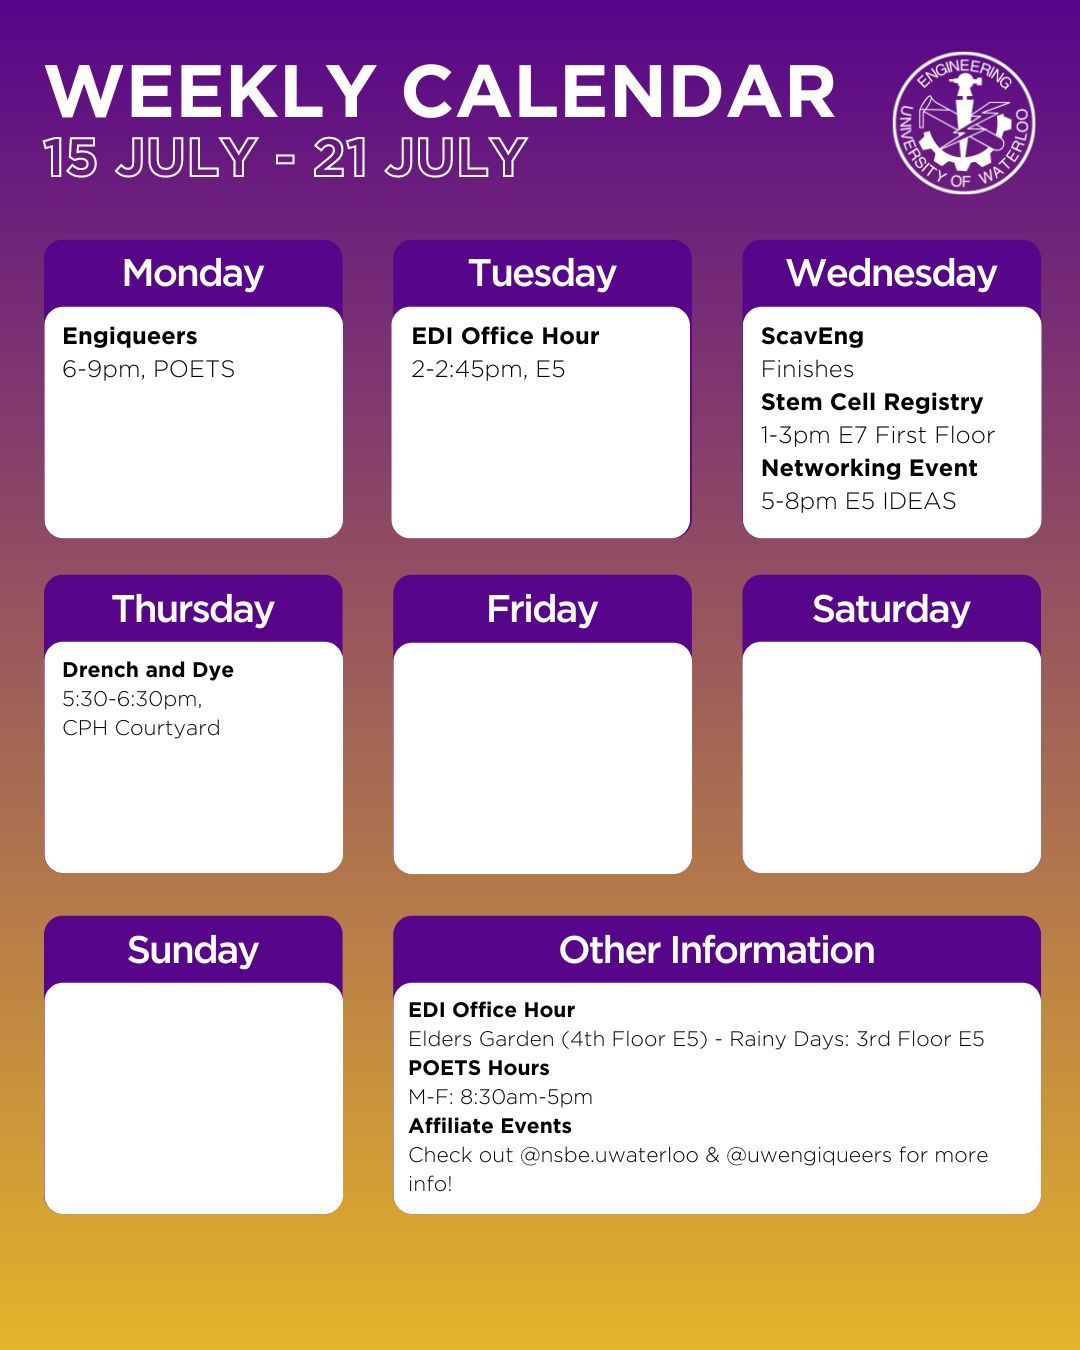 WEEKLY CALENDAR
15 JULY - 21 JULY
ENGINEERING
UNIVERSITY OF WATERLOO
Monday
Engiqueers
6-9pm, POETS
Tuesday
EDI Office Hour
2-2:45pm, E5
Wednesday
ScavEng
Finishes
Stem Cell Registry
1-3pm E7 First Floor
Networking Event
5-8pm E5 IDEAS
Thursday
Drench and Dye
5:30-6:30pm,
CPH Courtyard
Friday
Saturday
Sunday
Other Information
EDI Office Hour
Elders Garden (4th Floor E5) - Rainy Days: 3rd Floor E5
POETS Hours
M-F: 8:30am-5pm
Affiliate Events
Check out @nsbe.uwaterloo & @uwengiqueers for more
info!